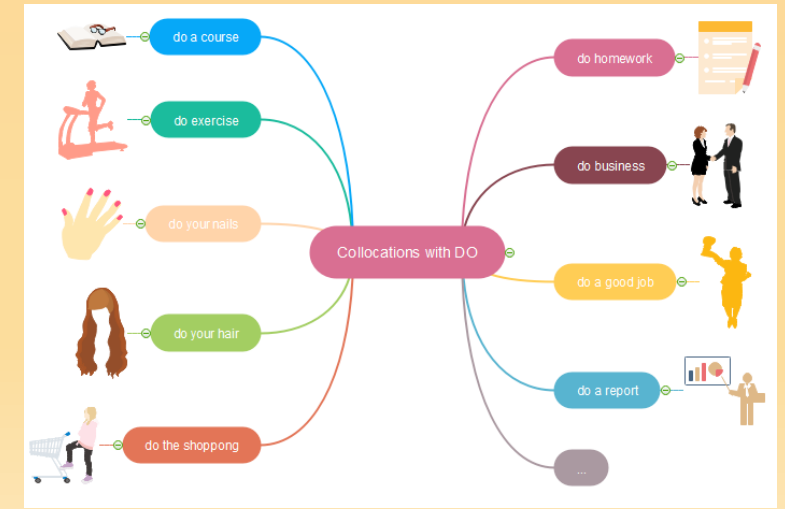 do a course
do exercise
do your nails
do your hair
do the shoppong
Collocations with DO
do homework
do business
do a good job
do a report
...